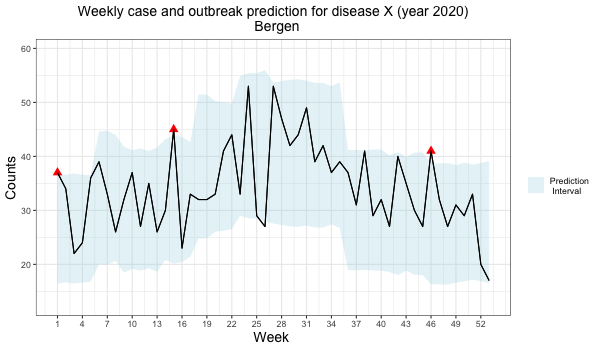 Weekly case and outbreak prediction for disease X (year 2020)
Bergen
60
50
40
30
20
Counts
1 4 7 10 13 16 19 22 25 28 31 34 37 40 43 46 49 52
Week
Prediction
Interval